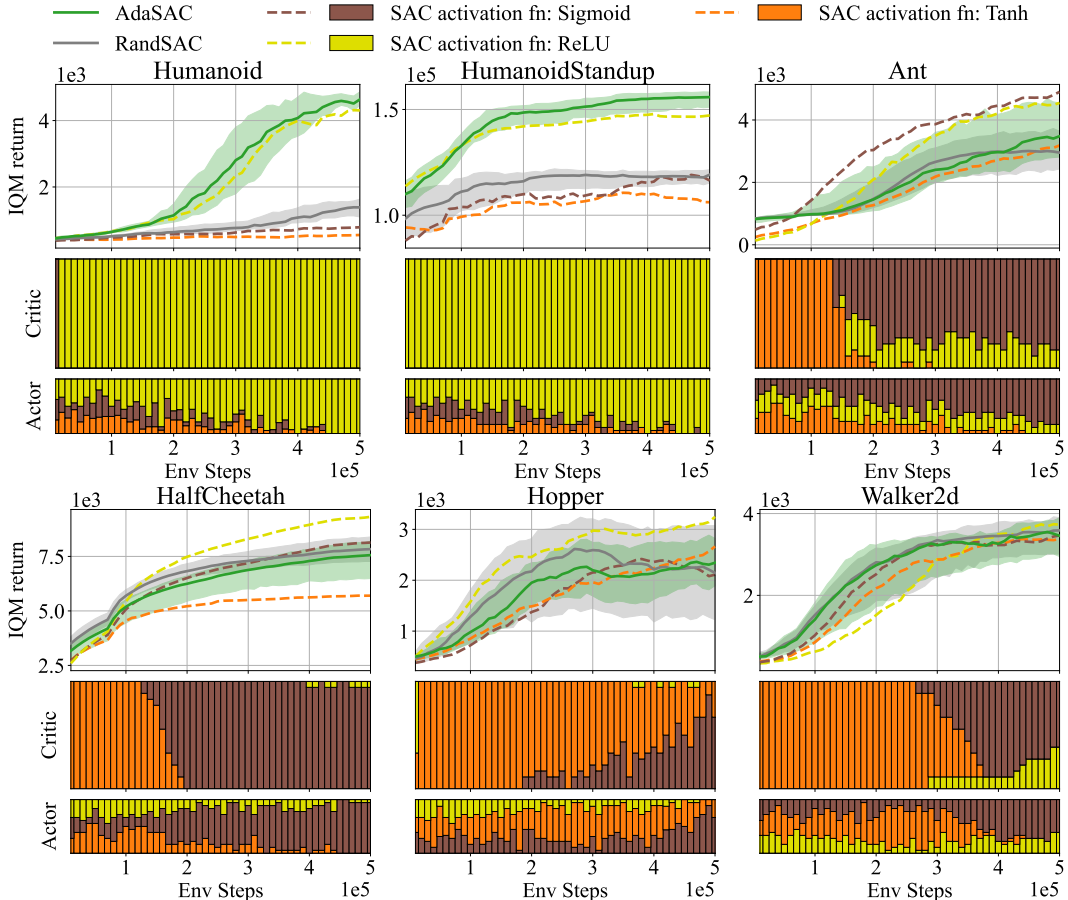 AdaSAC
SAC activation fn: Sigmoid
SAC activation fn: Tanh
RandSAC
SAC activation fn: ReLU
1e3
Humanoid
1e5
HumanoidStandup
1e3
Ant
IQM return
4
2
1.5
1.0
4
2
0
Critic
Actor
1 2 3 4 5
1 2 3 4 5
1 2 3 4 5
Env Steps
1e5
Env Steps
1e5
Env Steps
1e5
1e3
HalfCheetah
1e3
Hopper
1e3
Walker2d
IQM return
7.5
5.0
2.5
3
2
1
4
2
Critic
Actor
1 2 3 4 5
1 2 3 4 5
1 2 3 4 5
Env Steps
1e5
Env Steps
1e5
Env Steps
1e5